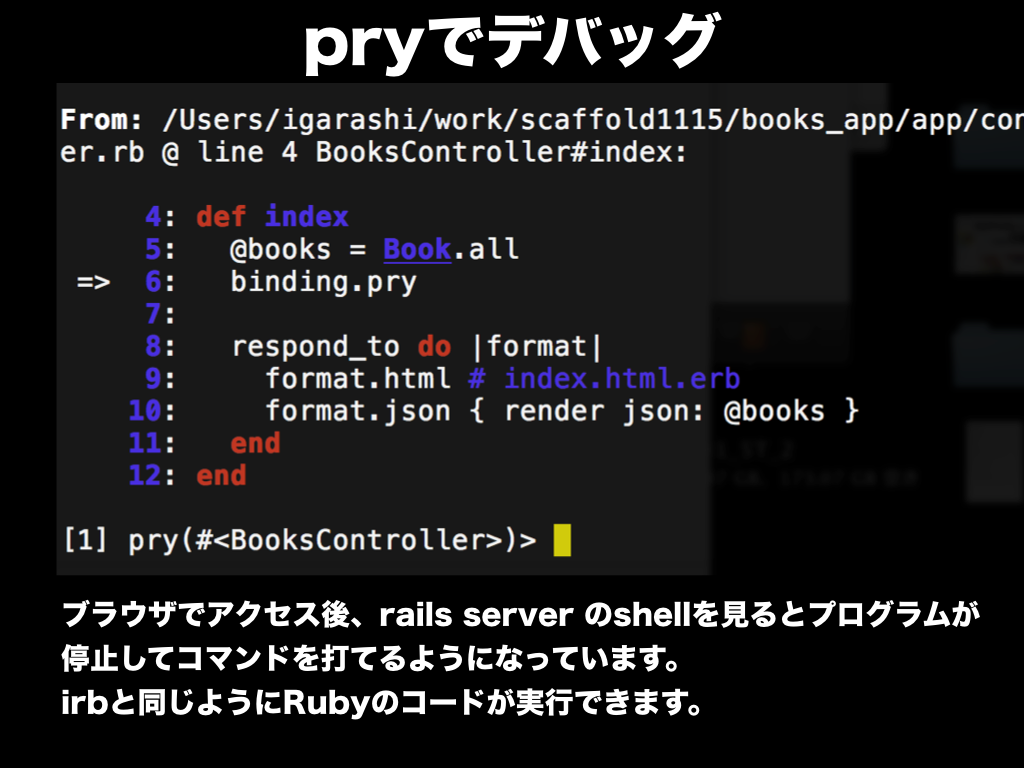 pryでデバッグ
From: /Users/igarashi/work/scaffold1115/books_app/app/con
er.rb @ line 4 BooksController#index:
4: def index
5: @books = Book.all
=> 6: binding.pry
7:
8: respond_to do |format|
9: format.html # index.html.erb
10: format.json { render json: @books }
11: end
12: end
[1] pry(#<BooksController>)>
ブラウザでアクセス後、rails server のshellを見るとプログラムが
停止してコマンドを打てるようになっています。
irbと同じようにRubyのコードが実行できます。